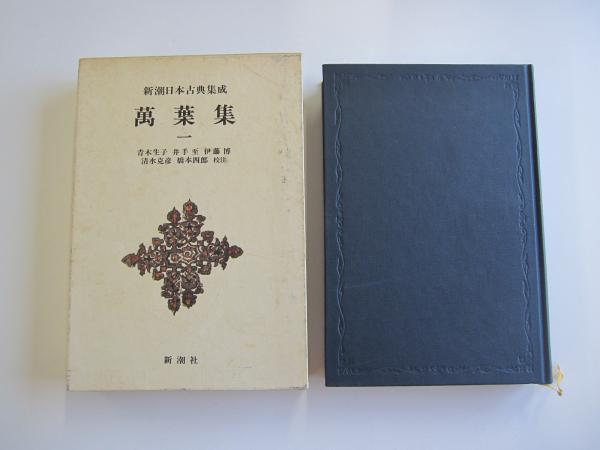 新潮日本古典集成
萬葉集
一
青木生子 井手至 伊藤博
清水克彦 橋本四郎 校注
新潮社